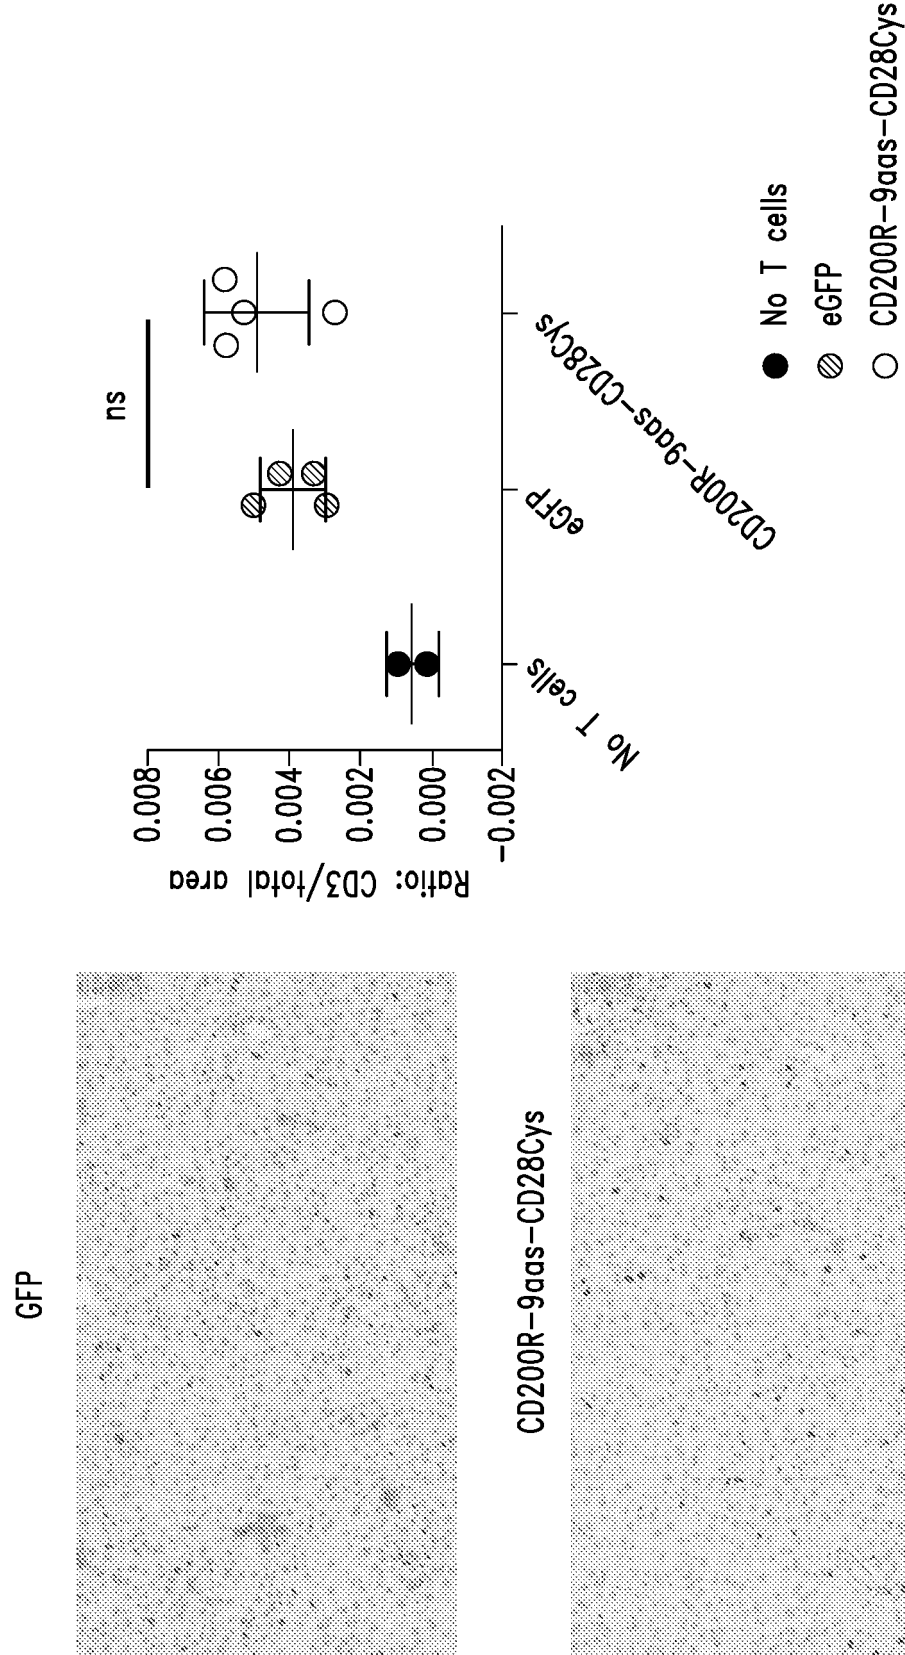 GFP
CD200R-9aas-CD28Cys
Ratio: CD3/total area
0.008
0.006
0.004
0.002
0.000
-0.002
ns
No T cells
eGFP
CD200R-9aas-CD28Cys
No T cells
eGFP
CD200R-9aas-CD28Cys